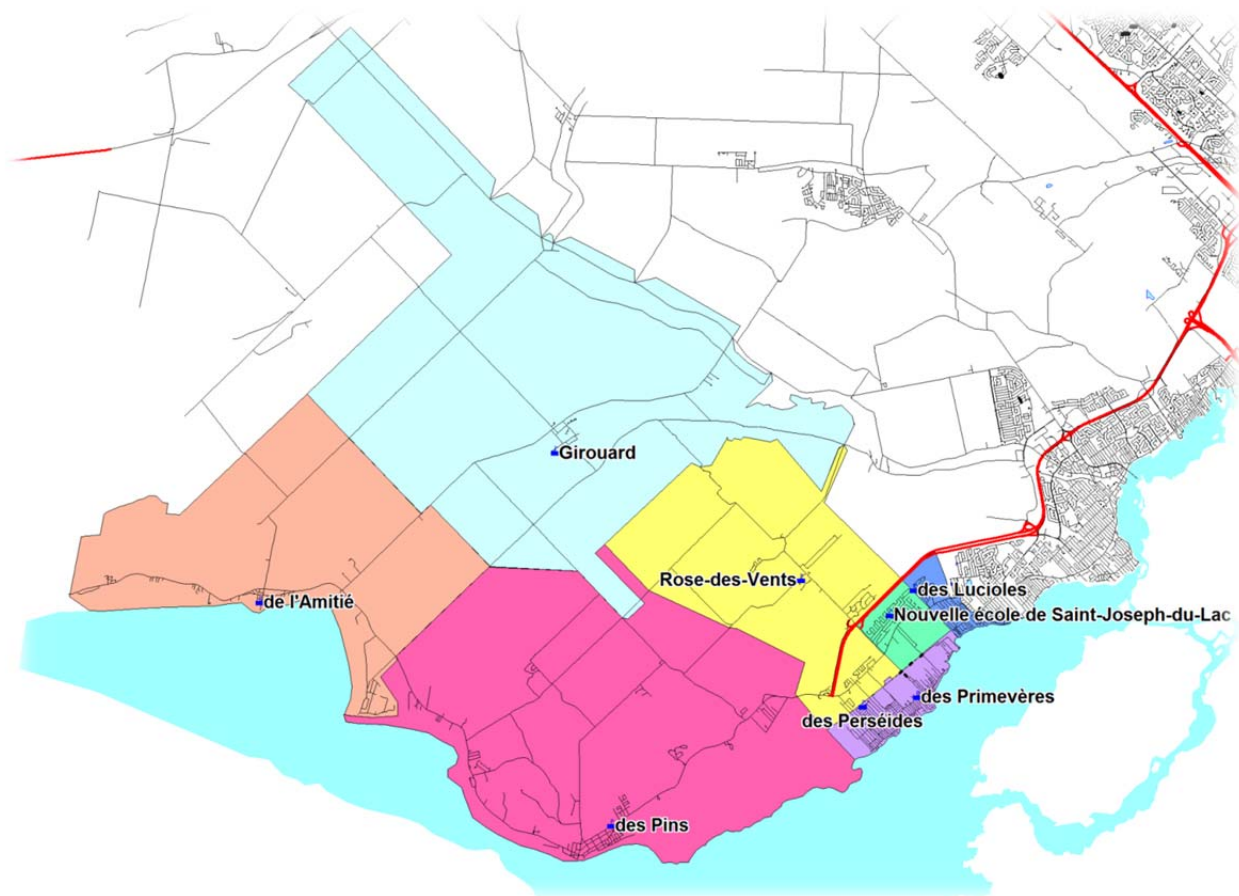 Girouard
Rose-des-Vents
des Lucioles
de l'Amitié
Nouvelle école de Saint-Joseph-du-Lac
des Primevères
des Perséides
des Pins